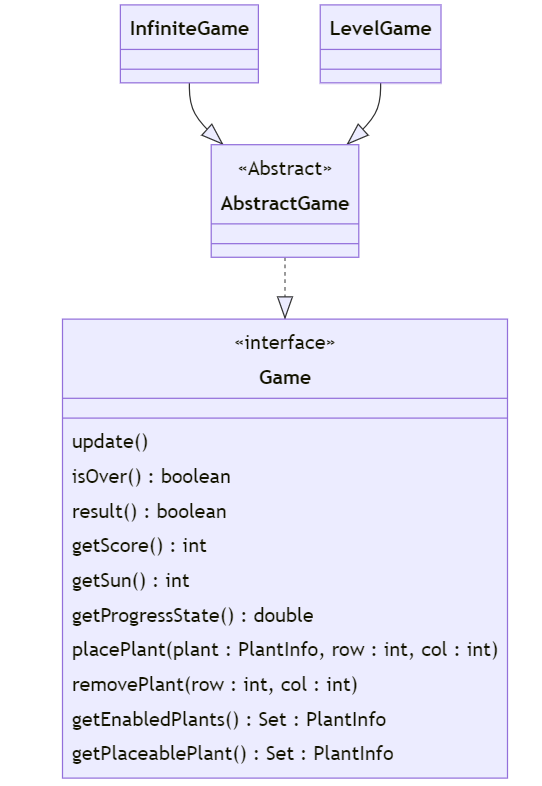 InfiniteGame
LevelGame
«Abstract»
AbstractGame
«interface»
Game
update()
isOver() : boolean
result() : boolean
getScore() : int
getSun() : int
getProgressState() : double
placePlant(plant : PlantInfo, row : int, col : int)
removePlant(row : int, col : int)
getEnabledPlants() : Set : PlantInfo
getPlaceablePlant() : Set : PlantInfo